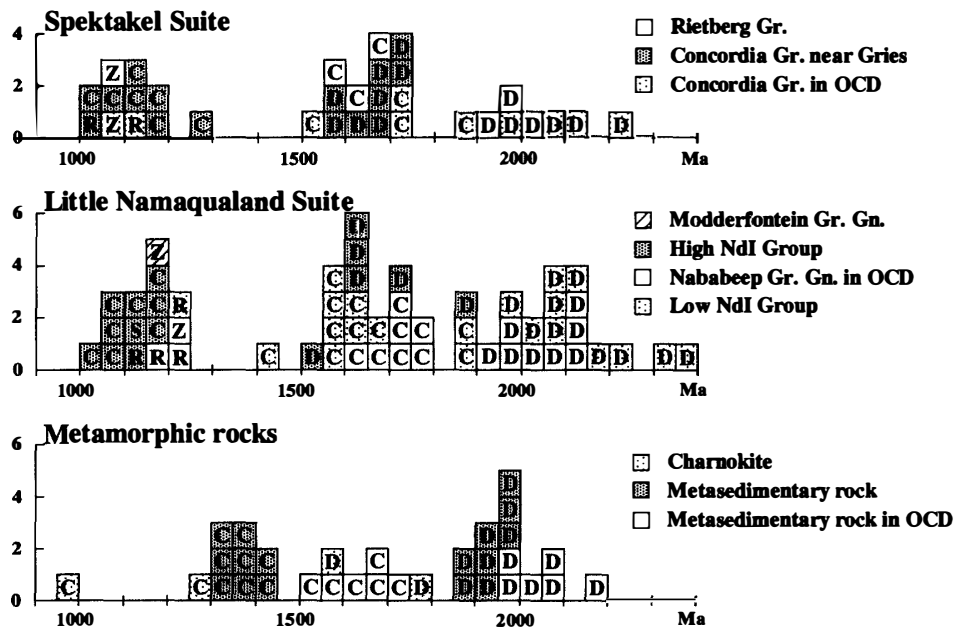 Spektakel Suite
Rietberg Gr.
Concordia Gr. near Gries
Concordia Gr. in OCD
4
C D
Z C C D D
2
C C C C D C D C D
R Z R C C C D D D C C D D D D D D
0
1000 1500 2000 Ma
Little Namaqualand Suite
Modderfontein Gr. Gn.
High NdI Group
Nababeep Gr. Gn. in OCD
Low NdI Group
6
D
Z D
4
C C D D D D
C C C R C D C D D D D
2
C S C Z C C C C C C D D D D
C C R R R C D C C C C C C D D D D D D D D D
0
1000 1500 2000 Ma
Metamorphic rocks
Charnokite
Metasedimentary rock
Metasedimentary rock in OCD
6
D
4
D
C C D D
2
C C C D C D D D D
C C C C C C C C C C D D D D D D D
0
1000 1500 2000 Ma